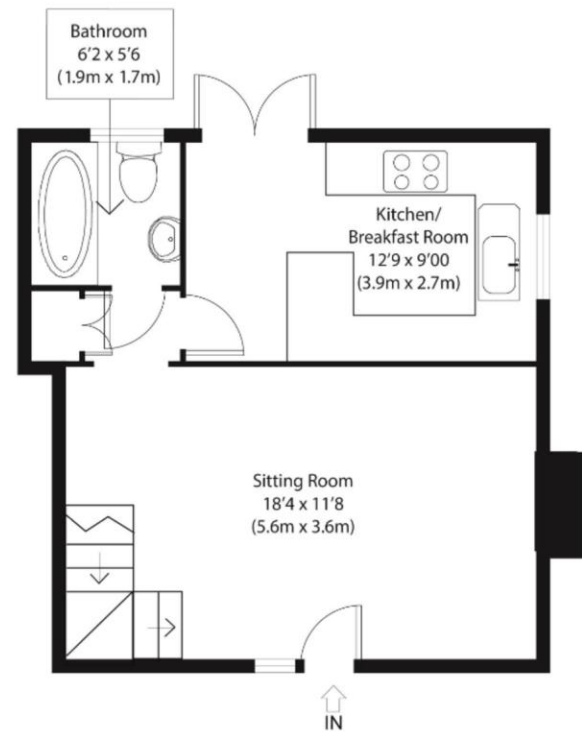 Bathroom
6'2 x 5'6
(1.9m x 1.7m)
Kitchen/
Breakfast Room
12'9 x 9'00
(3.9m x 2.7m)
Sitting Room
18'4 x 11'8
(5.6m x 3.6m)
IN